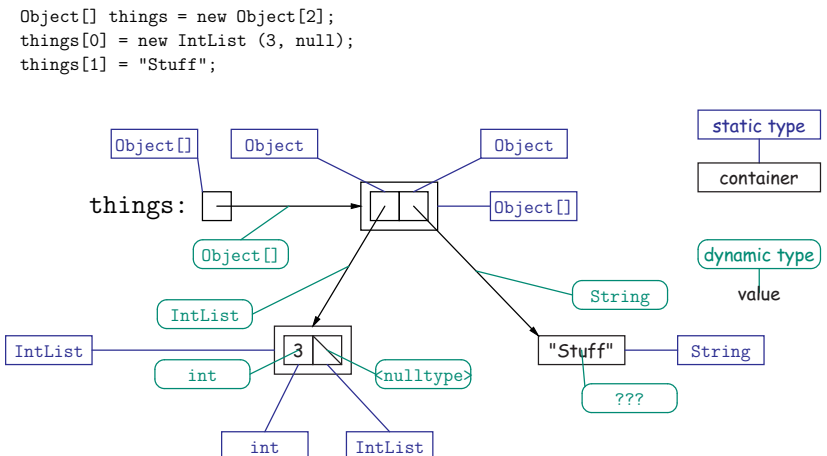 Object[] things = new Object[2];
things[0] = new IntList (3, null);
things[1] = "Stuff";
static type
Object[] Object Object
container
things: Object[]
Object[] dynamic type
String value
IntList
IntList 3 "Stuff" String
int <nulltype>
???
int IntList